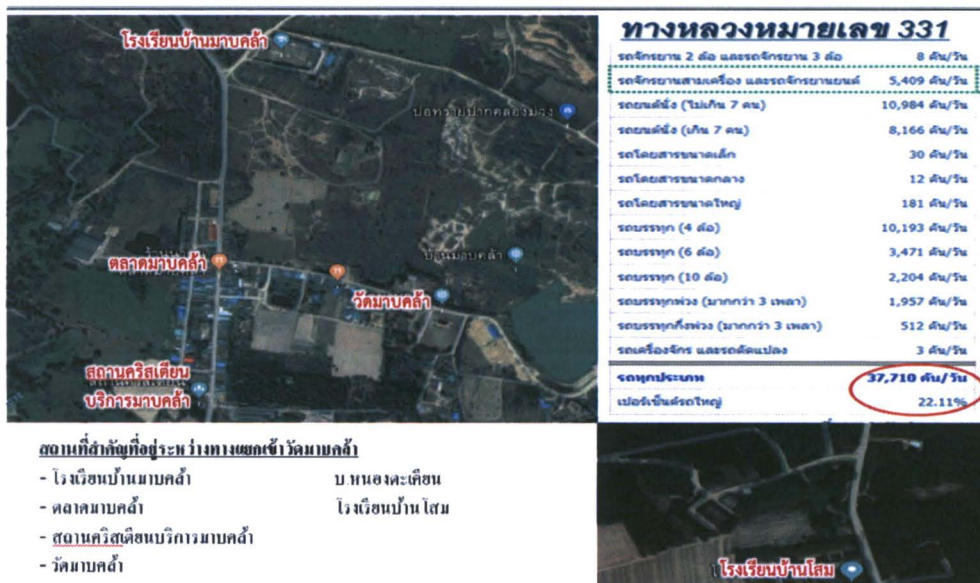 ทางหลวงหมายเลข 331
รถจักรยาน 2 ล้อ และรถจักรยาน 3 ล้อ 8 คัน/วัน
รถจักรยานสามเครื่อง และรถจักรยานยนต์ 5,409 คัน/วัน
รถยนต์นั่ง (ไม่เกิน 7 คน) 10,984 คัน/วัน
รถยนต์นั่ง (เกิน 7 คน) 8,166 คัน/วัน
รถโดยสารขนาดเล็ก 30 คัน/วัน
รถโดยสารขนาดกลาง 12 คัน/วัน
รถโดยสารขนาดใหญ่ 181 คัน/วัน
รถบรรทุก (4 ล้อ) 10,193 คัน/วัน
รถบรรทุก (6 ล้อ) 3,471 คัน/วัน
รถบรรทุก (10 ล้อ) 2,204 คัน/วัน
รถบรรทุกพ่วง (มากกว่า 3 เพลา) 1,957 คัน/วัน
รถบรรทุกกึ่งพ่วง (มากกว่า 3 เพลา) 512 คัน/วัน
รถเครื่องจักร และรถดัดแปลง 3 คัน/วัน
รถทุกประเภท 37,710 คัน/วัน
เปอร์เซ็นต์รถใหญ่ 22.11%
โรงเรียนบ้านมาบคล้า
บ่อทรายปากคลองม่วง
ตลาดมาบคล้า
บ้านมาบคล้า
วัดมาบคล้า
สถานคริสเตียน
บริการมาบคล้า
สถานที่สำคัญที่อยู่ระหว่างทางแยกเข้าวัดมาบคล้า
- โรงเรียนบ้านมาบคล้า บ.หนองตะเคียน
- ตลาดมาบคล้า โรงเรียนบ้านโสม
- สถานคริสเตียนบริการมาบคล้า
- วัดมาบคล้า
โรงเรียนบ้านโสม